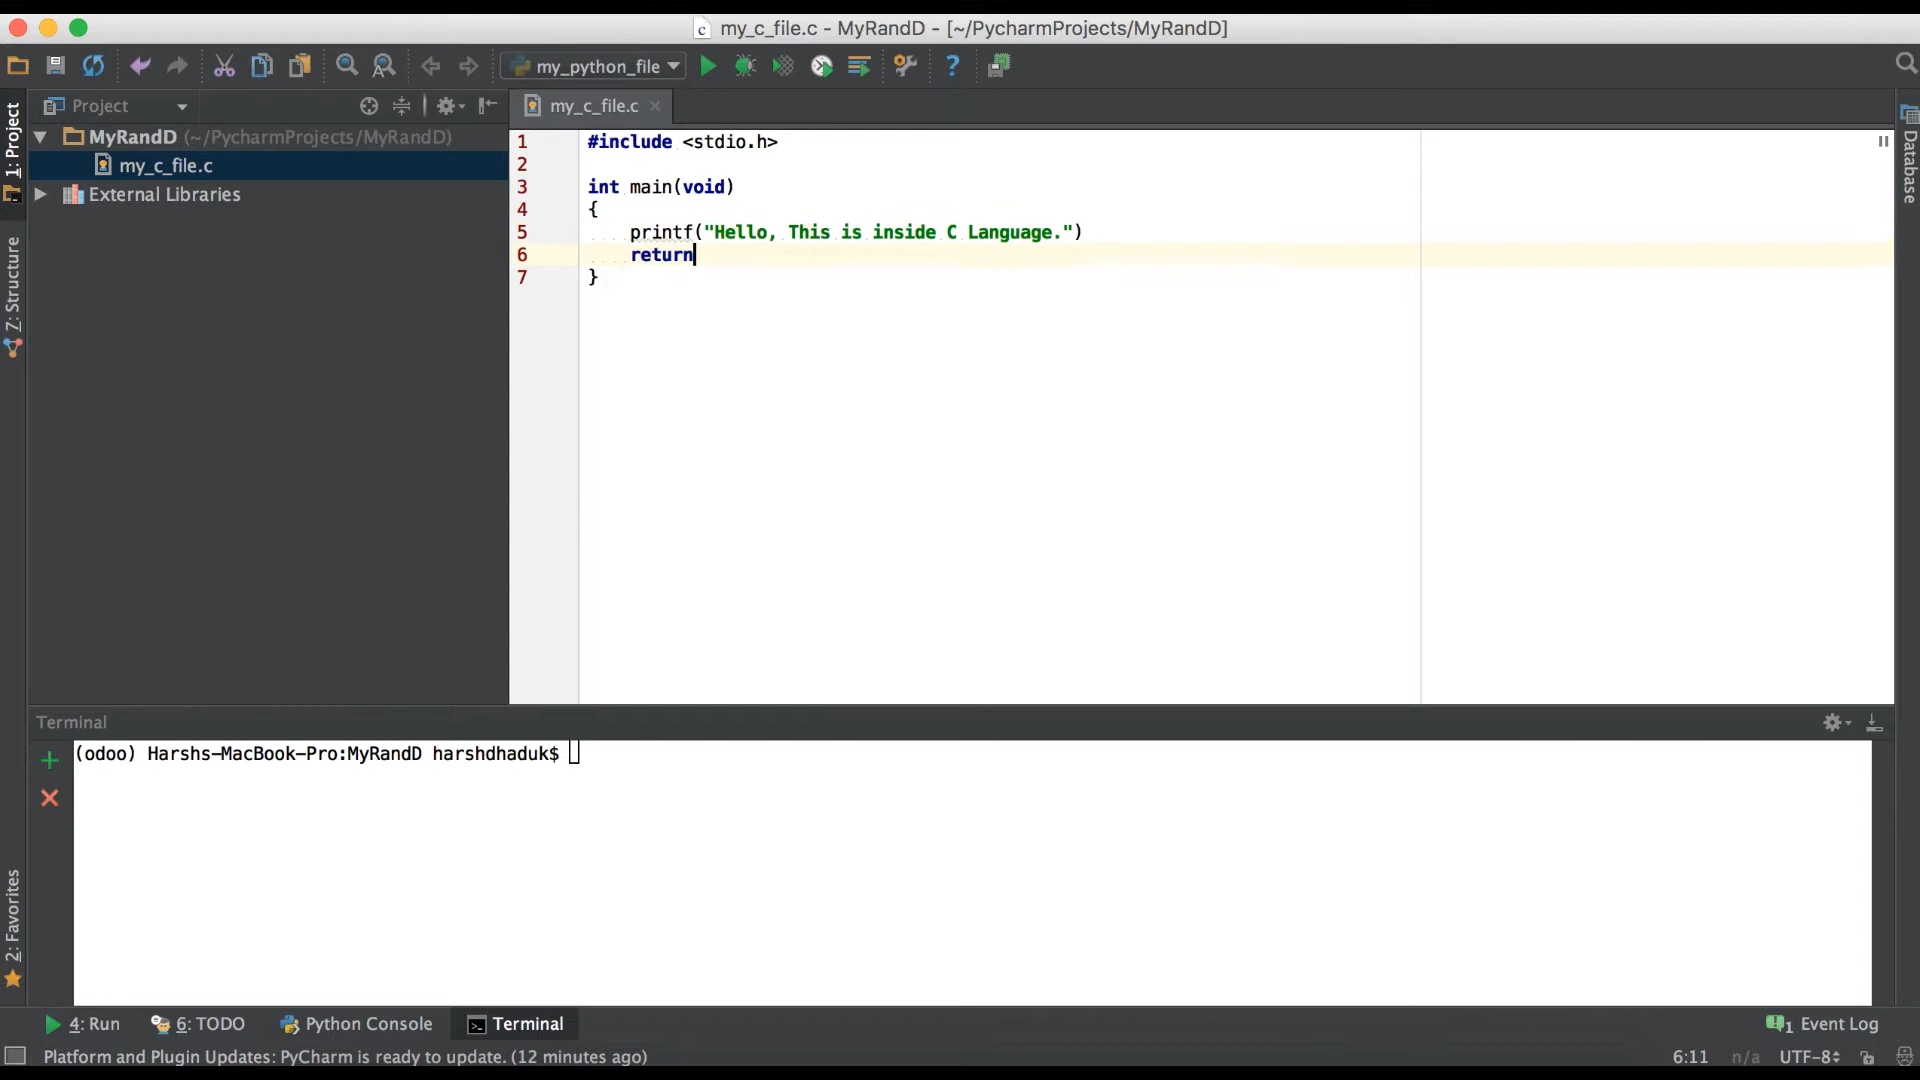 my_c_file.c - MyRandD - [~/PycharmProjects/MyRandD]
my_python_file
?
1: Project
Project
my_c_file.c
MyRandD (~/PycharmProjects/MyRandD)
my_c_file.c
External Libraries
7: Structure
2: Favorites
Database
1 #include <stdio.h>
2
3 int main(void)
4 {
5     printf("Hello, This is inside C Language.")
6     return
7 }
Terminal
(odoo) Harshs-MacBook-Pro:MyRandD harshdhaduk$
4: Run
6: TODO
Python Console
Terminal
1 Event Log
Platform and Plugin Updates: PyCharm is ready to update. (12 minutes ago)
6:11
n/a
UTF-8